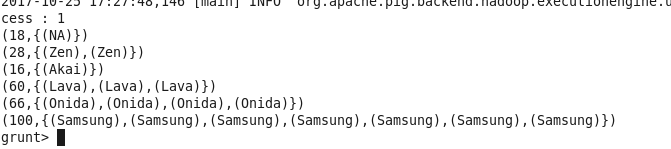 2017-10-25 17:27:48,146 [main] INFO  org.apache.pig.backend.hadoop.executionengine.u
cess : 1
(18,{(NA)})
(28,{(Zen),(Zen)})
(16,{(Akai)})
(60,{(Lava),(Lava),(Lava)})
(66,{(Onida),(Onida),(Onida),(Onida)})
(100,{(Samsung),(Samsung),(Samsung),(Samsung),(Samsung),(Samsung),(Samsung)})
grunt>